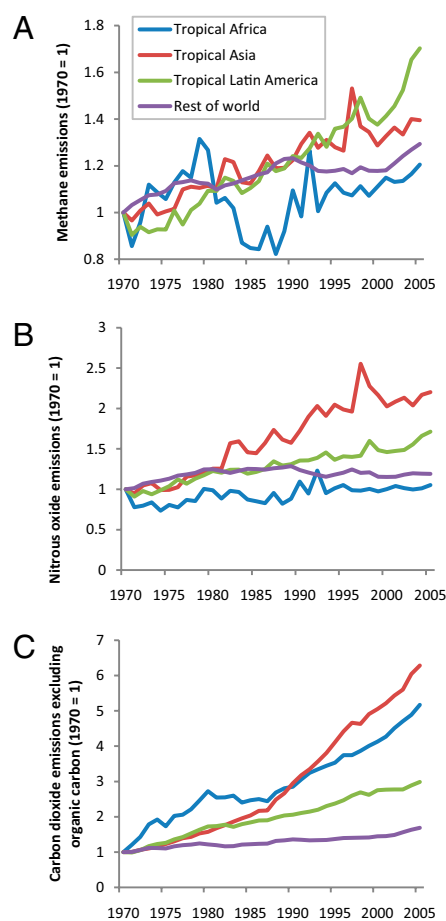 A
Methane emissions (1970 = 1)
1.8
1.6
1.4
1.2
1
0.8
Tropical Africa
Tropical Asia
Tropical Latin America
Rest of world
1970 1975 1980 1985 1990 1995 2000 2005
B
Nitrous oxide emissions (1970 = 1)
3
2.5
2
1.5
1
0.5
0
1970 1975 1980 1985 1990 1995 2000 2005
C
Carbon dioxide emissions excluding
organic carbon (1970 = 1)
7
6
5
4
3
2
1
0
1970 1975 1980 1985 1990 1995 2000 2005